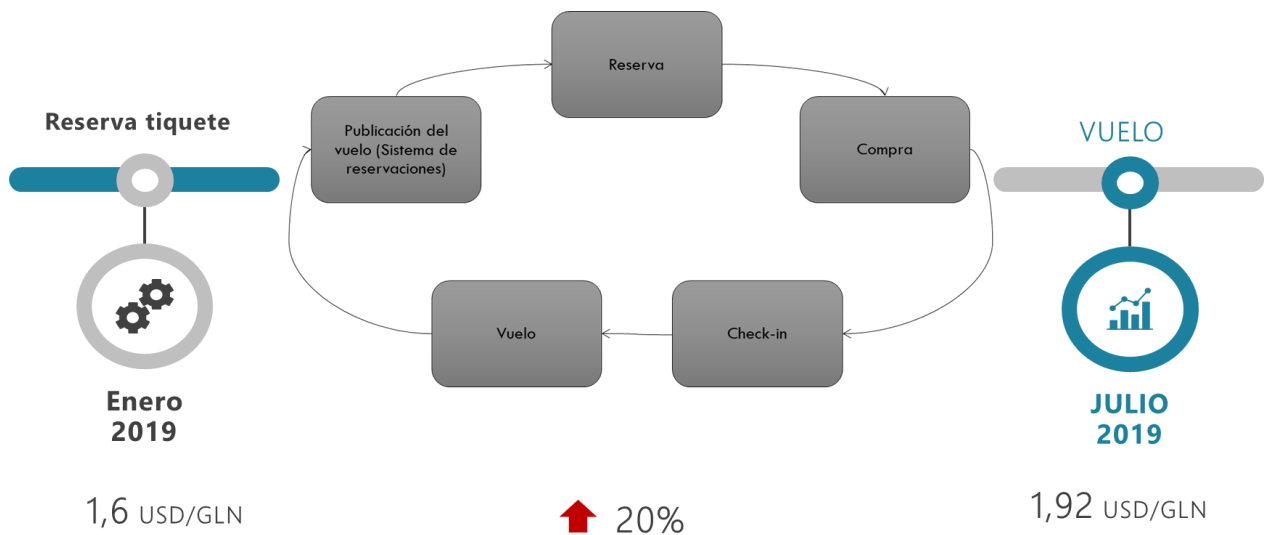 Reserva tiquete
Enero
2019
1,6 USD/GLN
Publicación del
vuelo (Sistema de
reservaciones)
Reserva
Compra
Check-in
Vuelo
20%
VUELO
JULIO
2019
1,92 USD/GLN